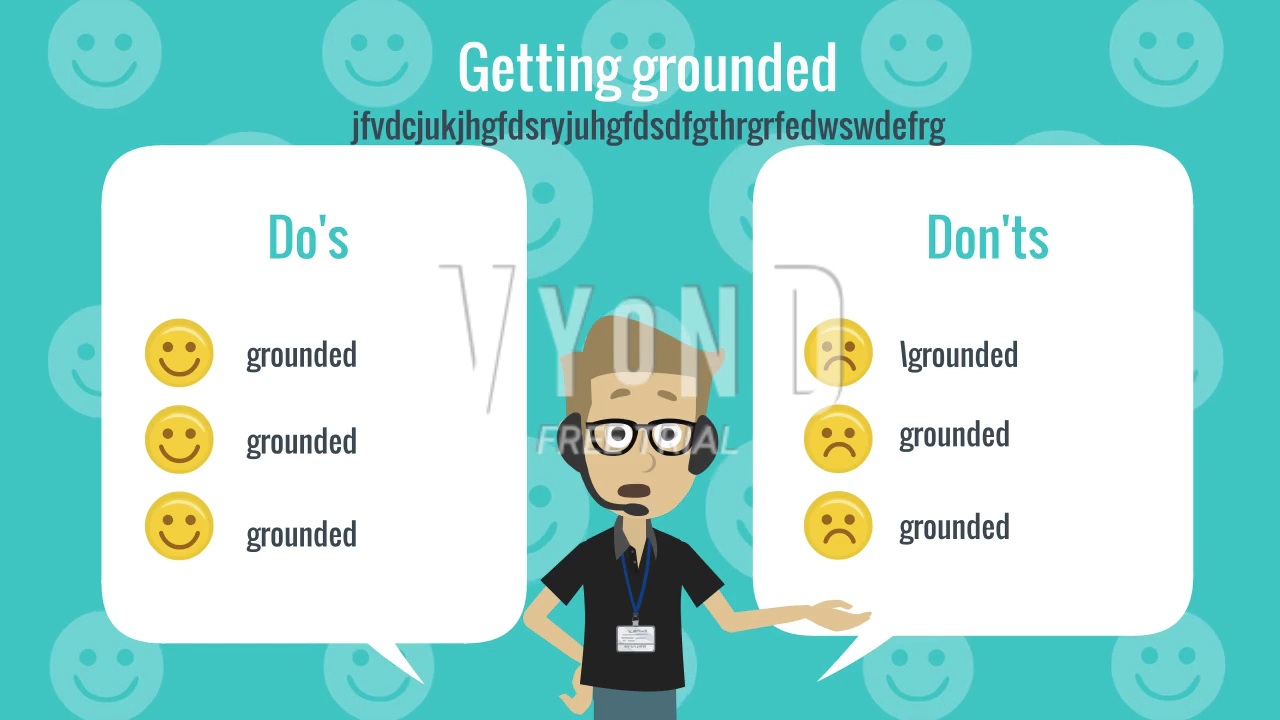 Getting grounded
jfvdcjukjhgfdsryjuhgfdsdfgthrgrfedwswdefrg
Do's
grounded
grounded
grounded
Don'ts
\grounded
grounded
grounded
VYOND
FREE TRIAL